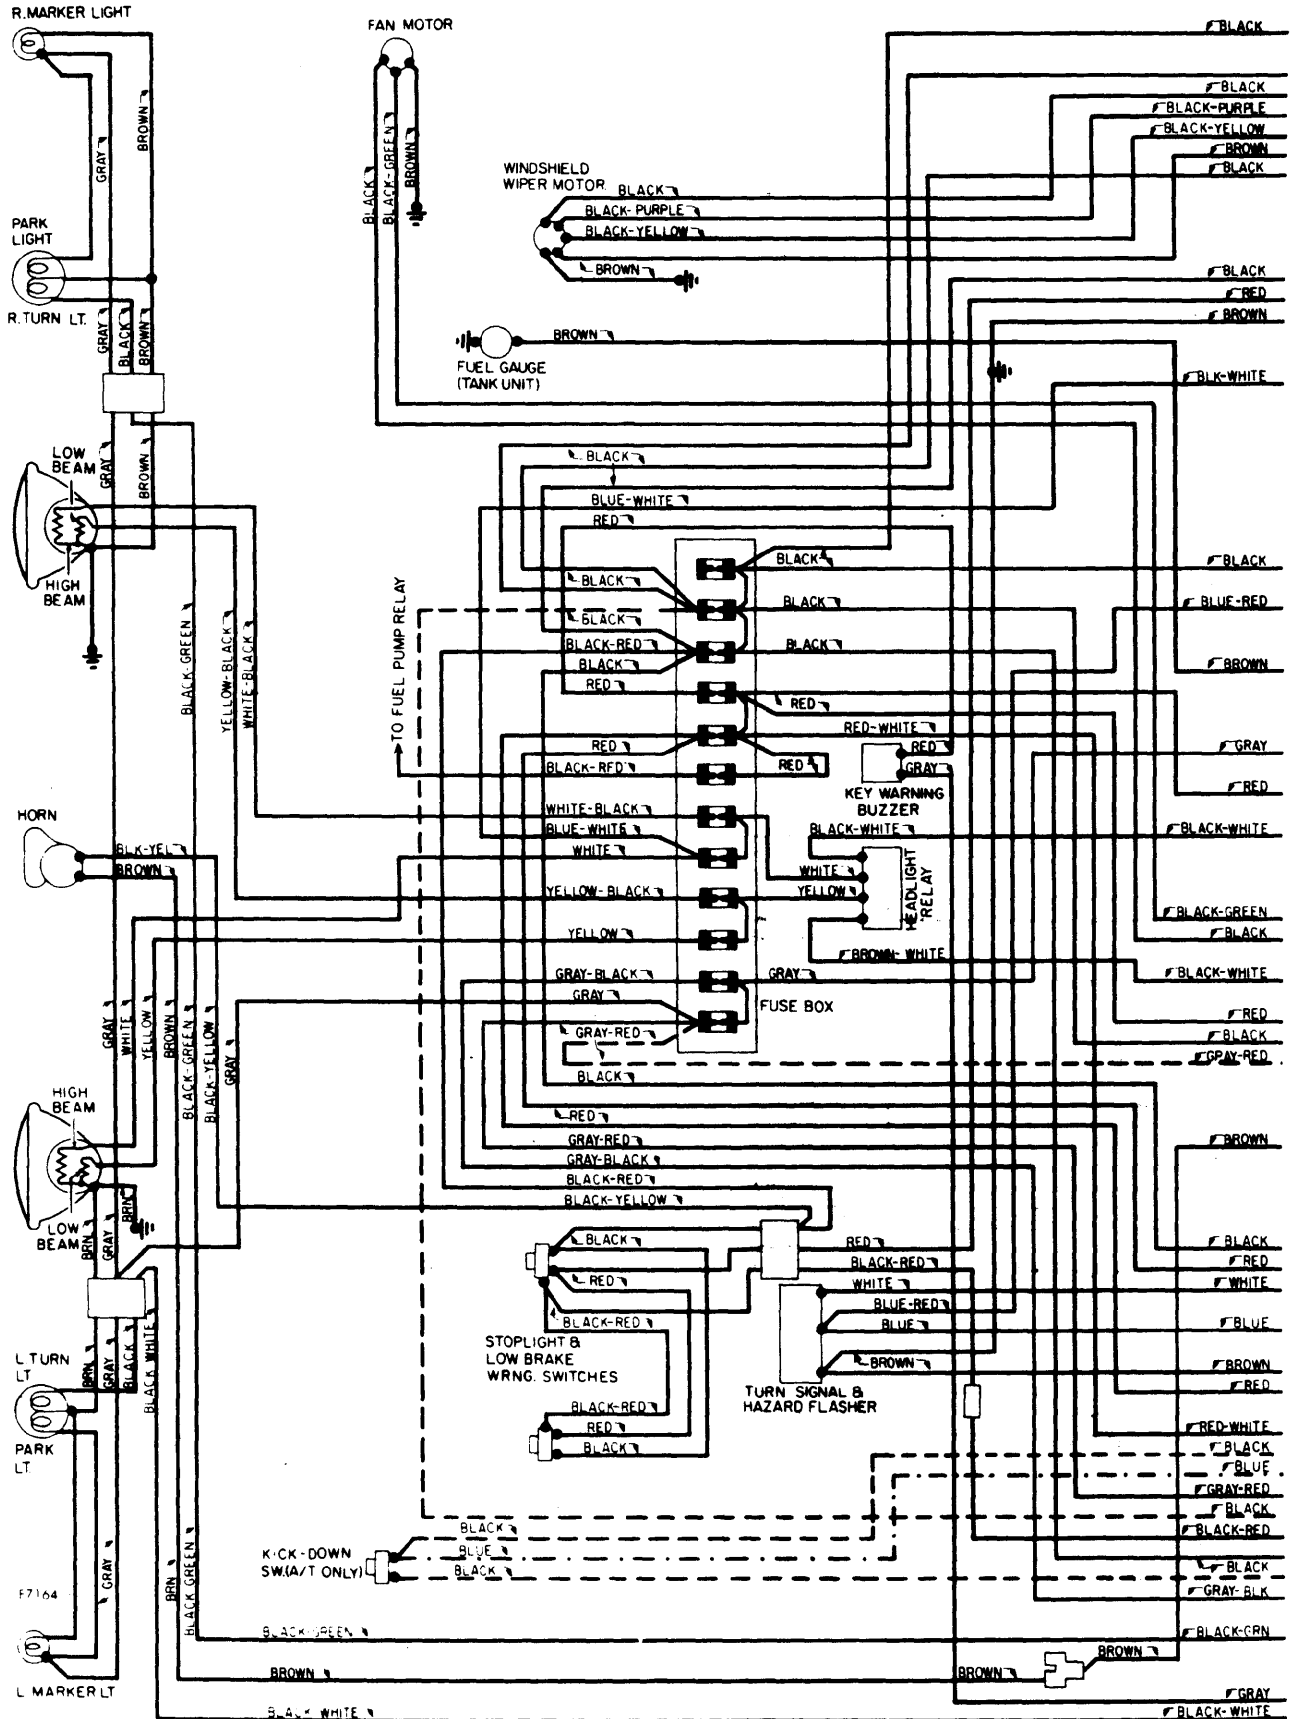 R.MARKER LIGHT
FAN MOTOR
BLACK
BLACK
BLACK-PURPLE
BLACK-YELLOW
BROWN
BLACK
GRAY
BROWN
BLACK
BLACK-GREEN
BROWN
WINDSHIELD
WIPER MOTOR
BLACK
BLACK-PURPLE
BLACK-YELLOW
BROWN
PARK
LIGHT
R.TURN LT.
GRAY
BLACK
BROWN
BLACK
RED
BROWN
BROWN
FUEL GAUGE
(TANK UNIT)
BLK-WHITE
LOW
BEAM
GRAY
BROWN
HIGH
BEAM
BLACK
BLUE-WHITE
RED
BLACK
BLACK
BLACK
BLACK
BLUE-RED
BLACK
BLACK
BLACK-RED
BLACK
BLACK
RED
BROWN
TO FUEL PUMP RELAY
BLACK-GREEN
YELLOW-BLACK
WHITE-BLACK
RED
RED-WHITE
RED
RED
GRAY
BLACK-RED
RED
GRAY
RED
KEY WARNING
BUZZER
HORN
WHITE-BLACK
BLUE-WHITE
BLACK-WHITE
BLACK-WHITE
BLK-YEL
BROWN
WHITE
WHITE
HEADLIGHT
RELAY
YELLOW-BLACK
YELLOW
BLACK-GREEN
YELLOW
BLACK
BROWN-WHITE
GRAY-BLACK
GRAY
BLACK-WHITE
GRAY
FUSE BOX
RED
GRAY-RED
BLACK
GRAY-RED
GRAY
WHITE
YELLOW
BROWN
BLACK-GREEN
BLACK-YELLOW
GRAY
BLACK
RED
GRAY-RED
BROWN
GRAY-BLACK
BLACK-RED
BLACK-YELLOW
HIGH
BEAM
LOW
BEAM
BRN
GRAY
BRN
BLACK
RED
BLACK
BLACK-RED
RED
RED
WHITE
WHITE
BLUE-RED
BLACK-RED
BLUE
BLUE
STOPLIGHT &
LOW BRAKE
WRNG. SWITCHES
BROWN
BROWN
TURN SIGNAL &
HAZARD FLASHER
RED
L TURN
LT
BRN
GRAY
BLACK
BLACK WHITE
PARK
LT.
BLACK-RED
RED
BLACK
RED-WHITE
BLACK
BLUE
GRAY-RED
BLACK
BLACK
BLACK-RED
KICK-DOWN
SW.(A/T ONLY)
BLUE
BLACK
BLACK
GRAY-BLK
GRAY
BRN
BLACK GREEN
F7164
L MARKER LT
BLACK-GREEN
BLACK-GRN
BROWN
BROWN
BROWN
GRAY
BLACK WHITE
BLACK-WHITE